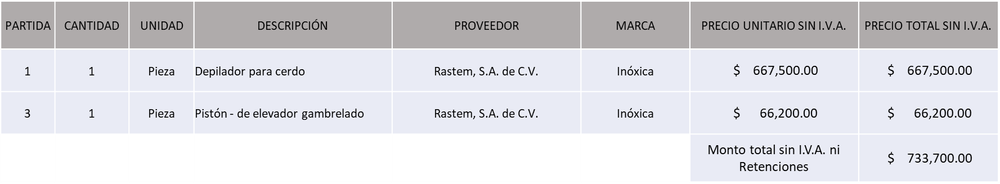 PARTIDA CANTIDAD UNIDAD DESCRIPCIÓN PROVEEDOR MARCA PRECIO UNITARIO SIN I.V.A. PRECIO TOTAL SIN I.V.A.
1 1 Pieza Depilador para cerdo Rastem, S.A. de C.V. Inóxica $ 667,500.00 $ 667,500.00
3 1 Pieza Pistón - de elevador gambrelado Rastem, S.A. de C.V. Inóxica $ 66,200.00 $ 66,200.00
Monto total sin I.V.A. ni
Retenciones
$ 733,700.00